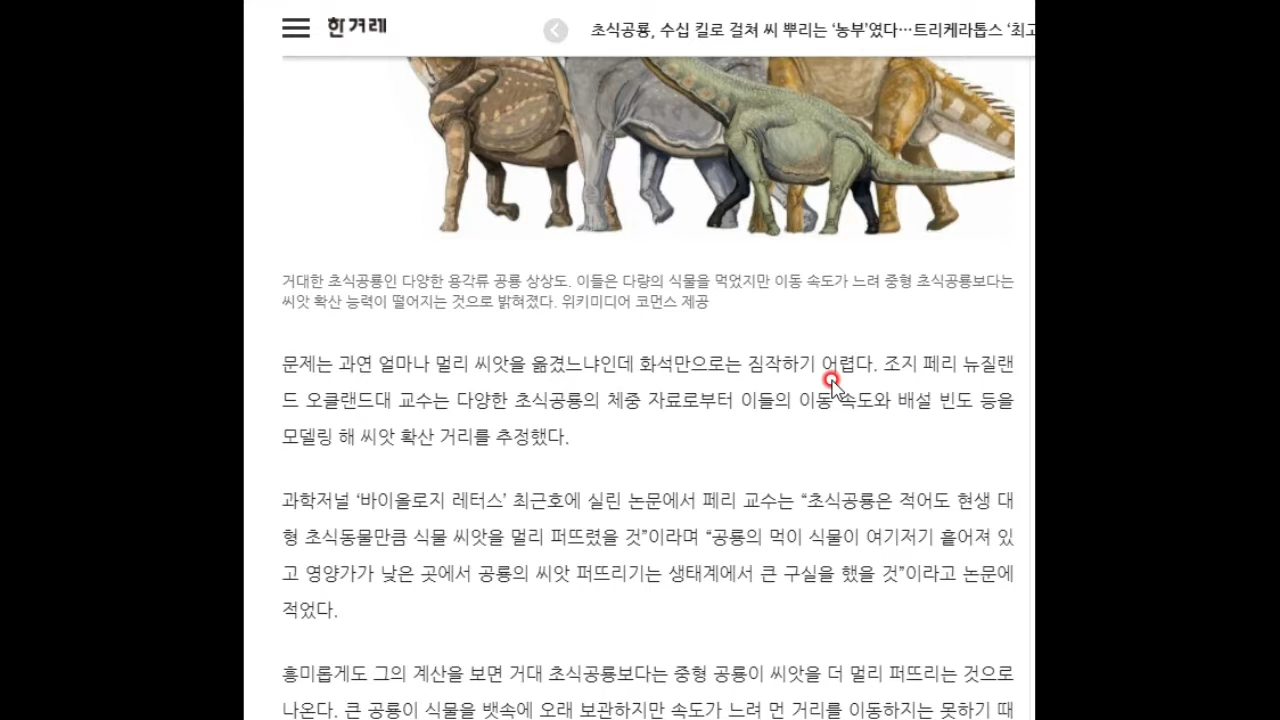 한겨레
초식공룡, 수십 킬로 걸쳐 씨 뿌리는 ‘농부’였다…트리케라톱스 ‘최고
거대한 초식공룡인 다양한 용각류 공룡 상상도. 이들은 다량의 식물을 먹었지만 이동 속도가 느려 중형 초식공룡보다는
씨앗 확산 능력이 떨어지는 것으로 밝혀졌다. 위키미디어 코먼스 제공
문제는 과연 얼마나 멀리 씨앗을 옮겼느냐인데 화석만으로는 짐작하기 어렵다. 조지 페리 뉴질랜
드 오클랜드대 교수는 다양한 초식공룡의 체중 자료로부터 이들의 이동 속도와 배설 빈도 등을
모델링 해 씨앗 확산 거리를 추정했다.
과학저널 ‘바이올로지 레터스’ 최근호에 실린 논문에서 페리 교수는 “초식공룡은 적어도 현생 대
형 초식동물만큼 식물 씨앗을 멀리 퍼뜨렸을 것”이라며 “공룡의 먹이 식물이 여기저기 흩어져 있
고 영양가가 낮은 곳에서 공룡의 씨앗 퍼뜨리기는 생태계에서 큰 구실을 했을 것”이라고 논문에
적었다.
흥미롭게도 그의 계산을 보면 거대 초식공룡보다는 중형 공룡이 씨앗을 더 멀리 퍼뜨리는 것으로
나온다. 큰 공룡이 식물을 뱃속에 오래 보관하지만 속도가 느려 먼 거리를 이동하지는 못하기 때